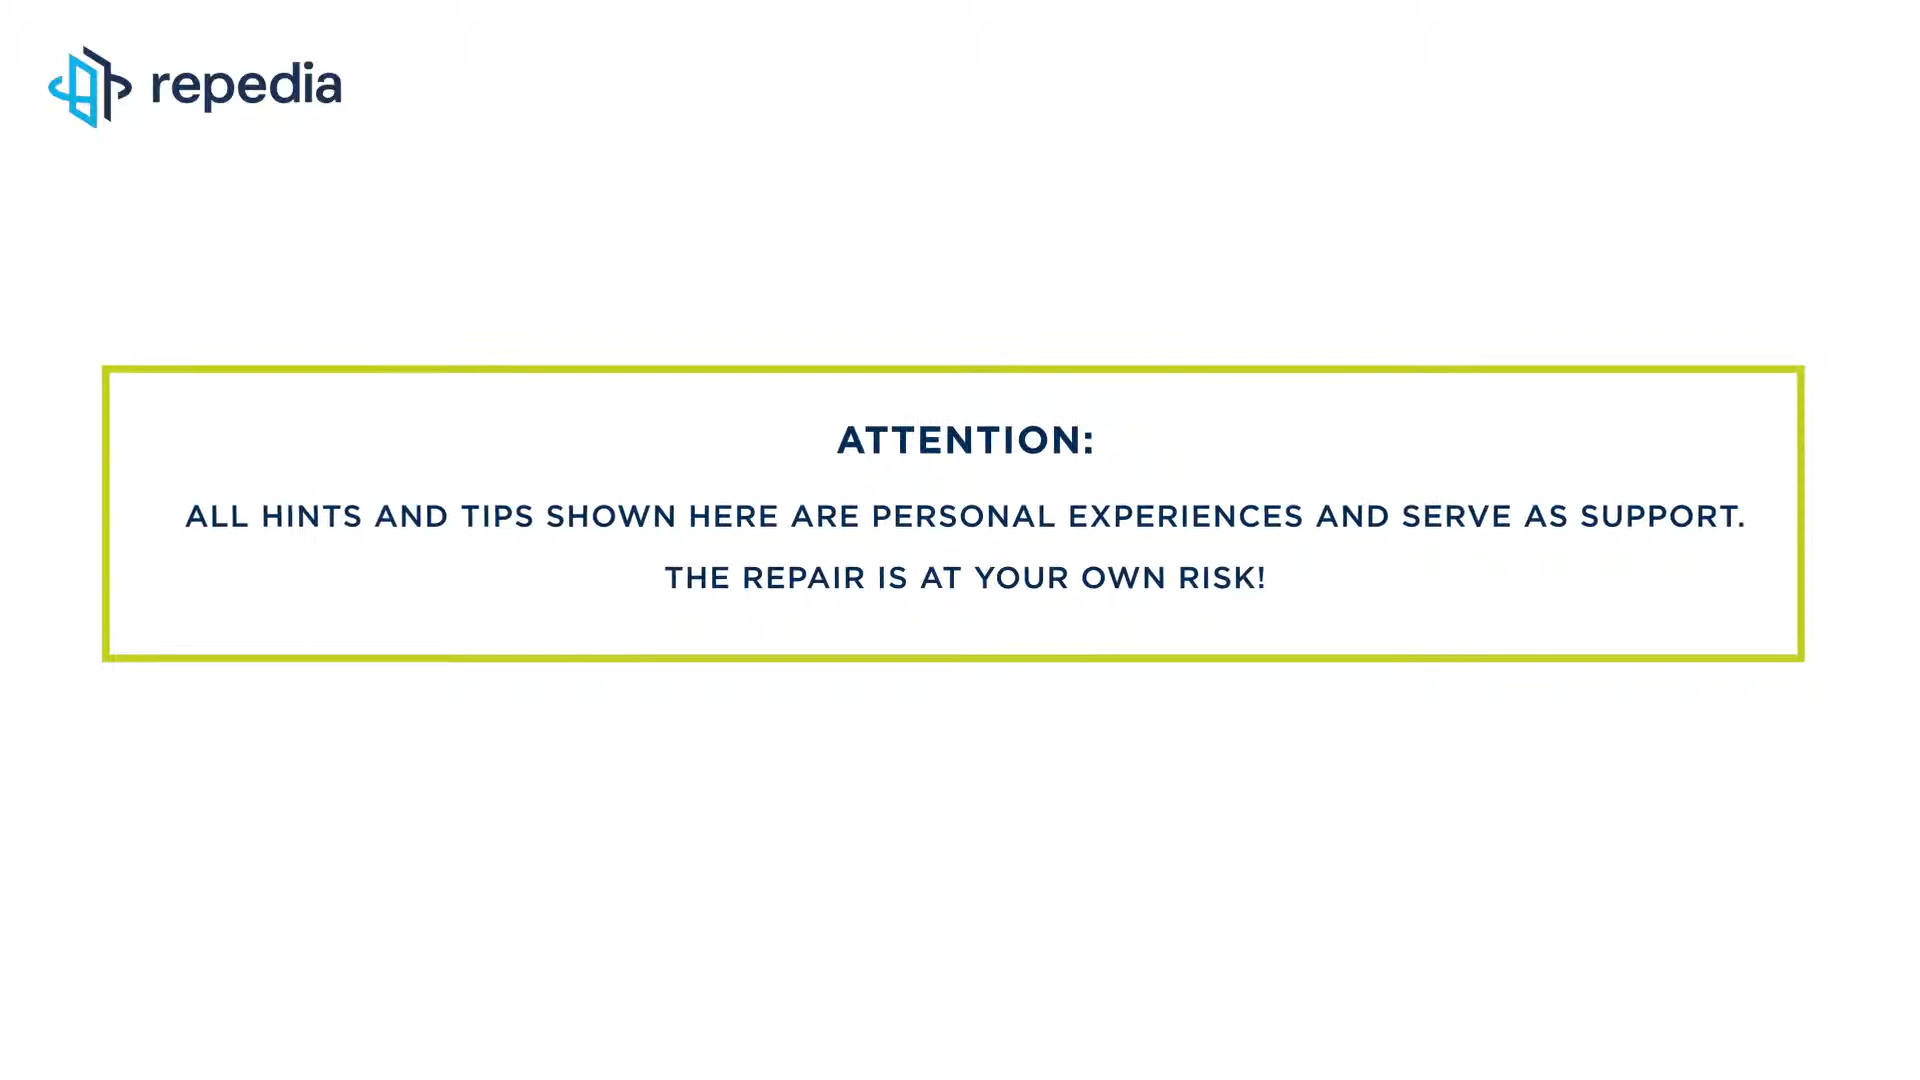 repedia
ATTENTION:
ALL HINTS AND TIPS SHOWN HERE ARE PERSONAL EXPERIENCES AND SERVE AS SUPPORT.
THE REPAIR IS AT YOUR OWN RISK!